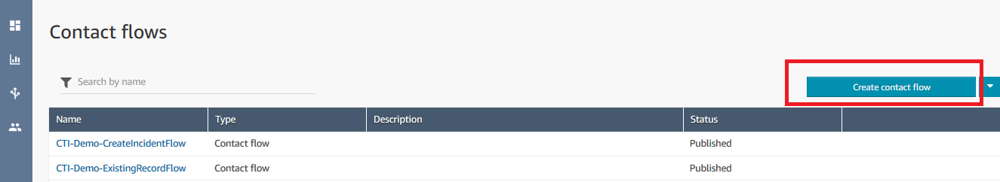 Contact flows
Search by name
Create contact flow
Name Type Description Status
CTI-Demo-CreateIncidentFlow Contact flow Published
CTI-Demo-ExistingRecordFlow Contact flow Published